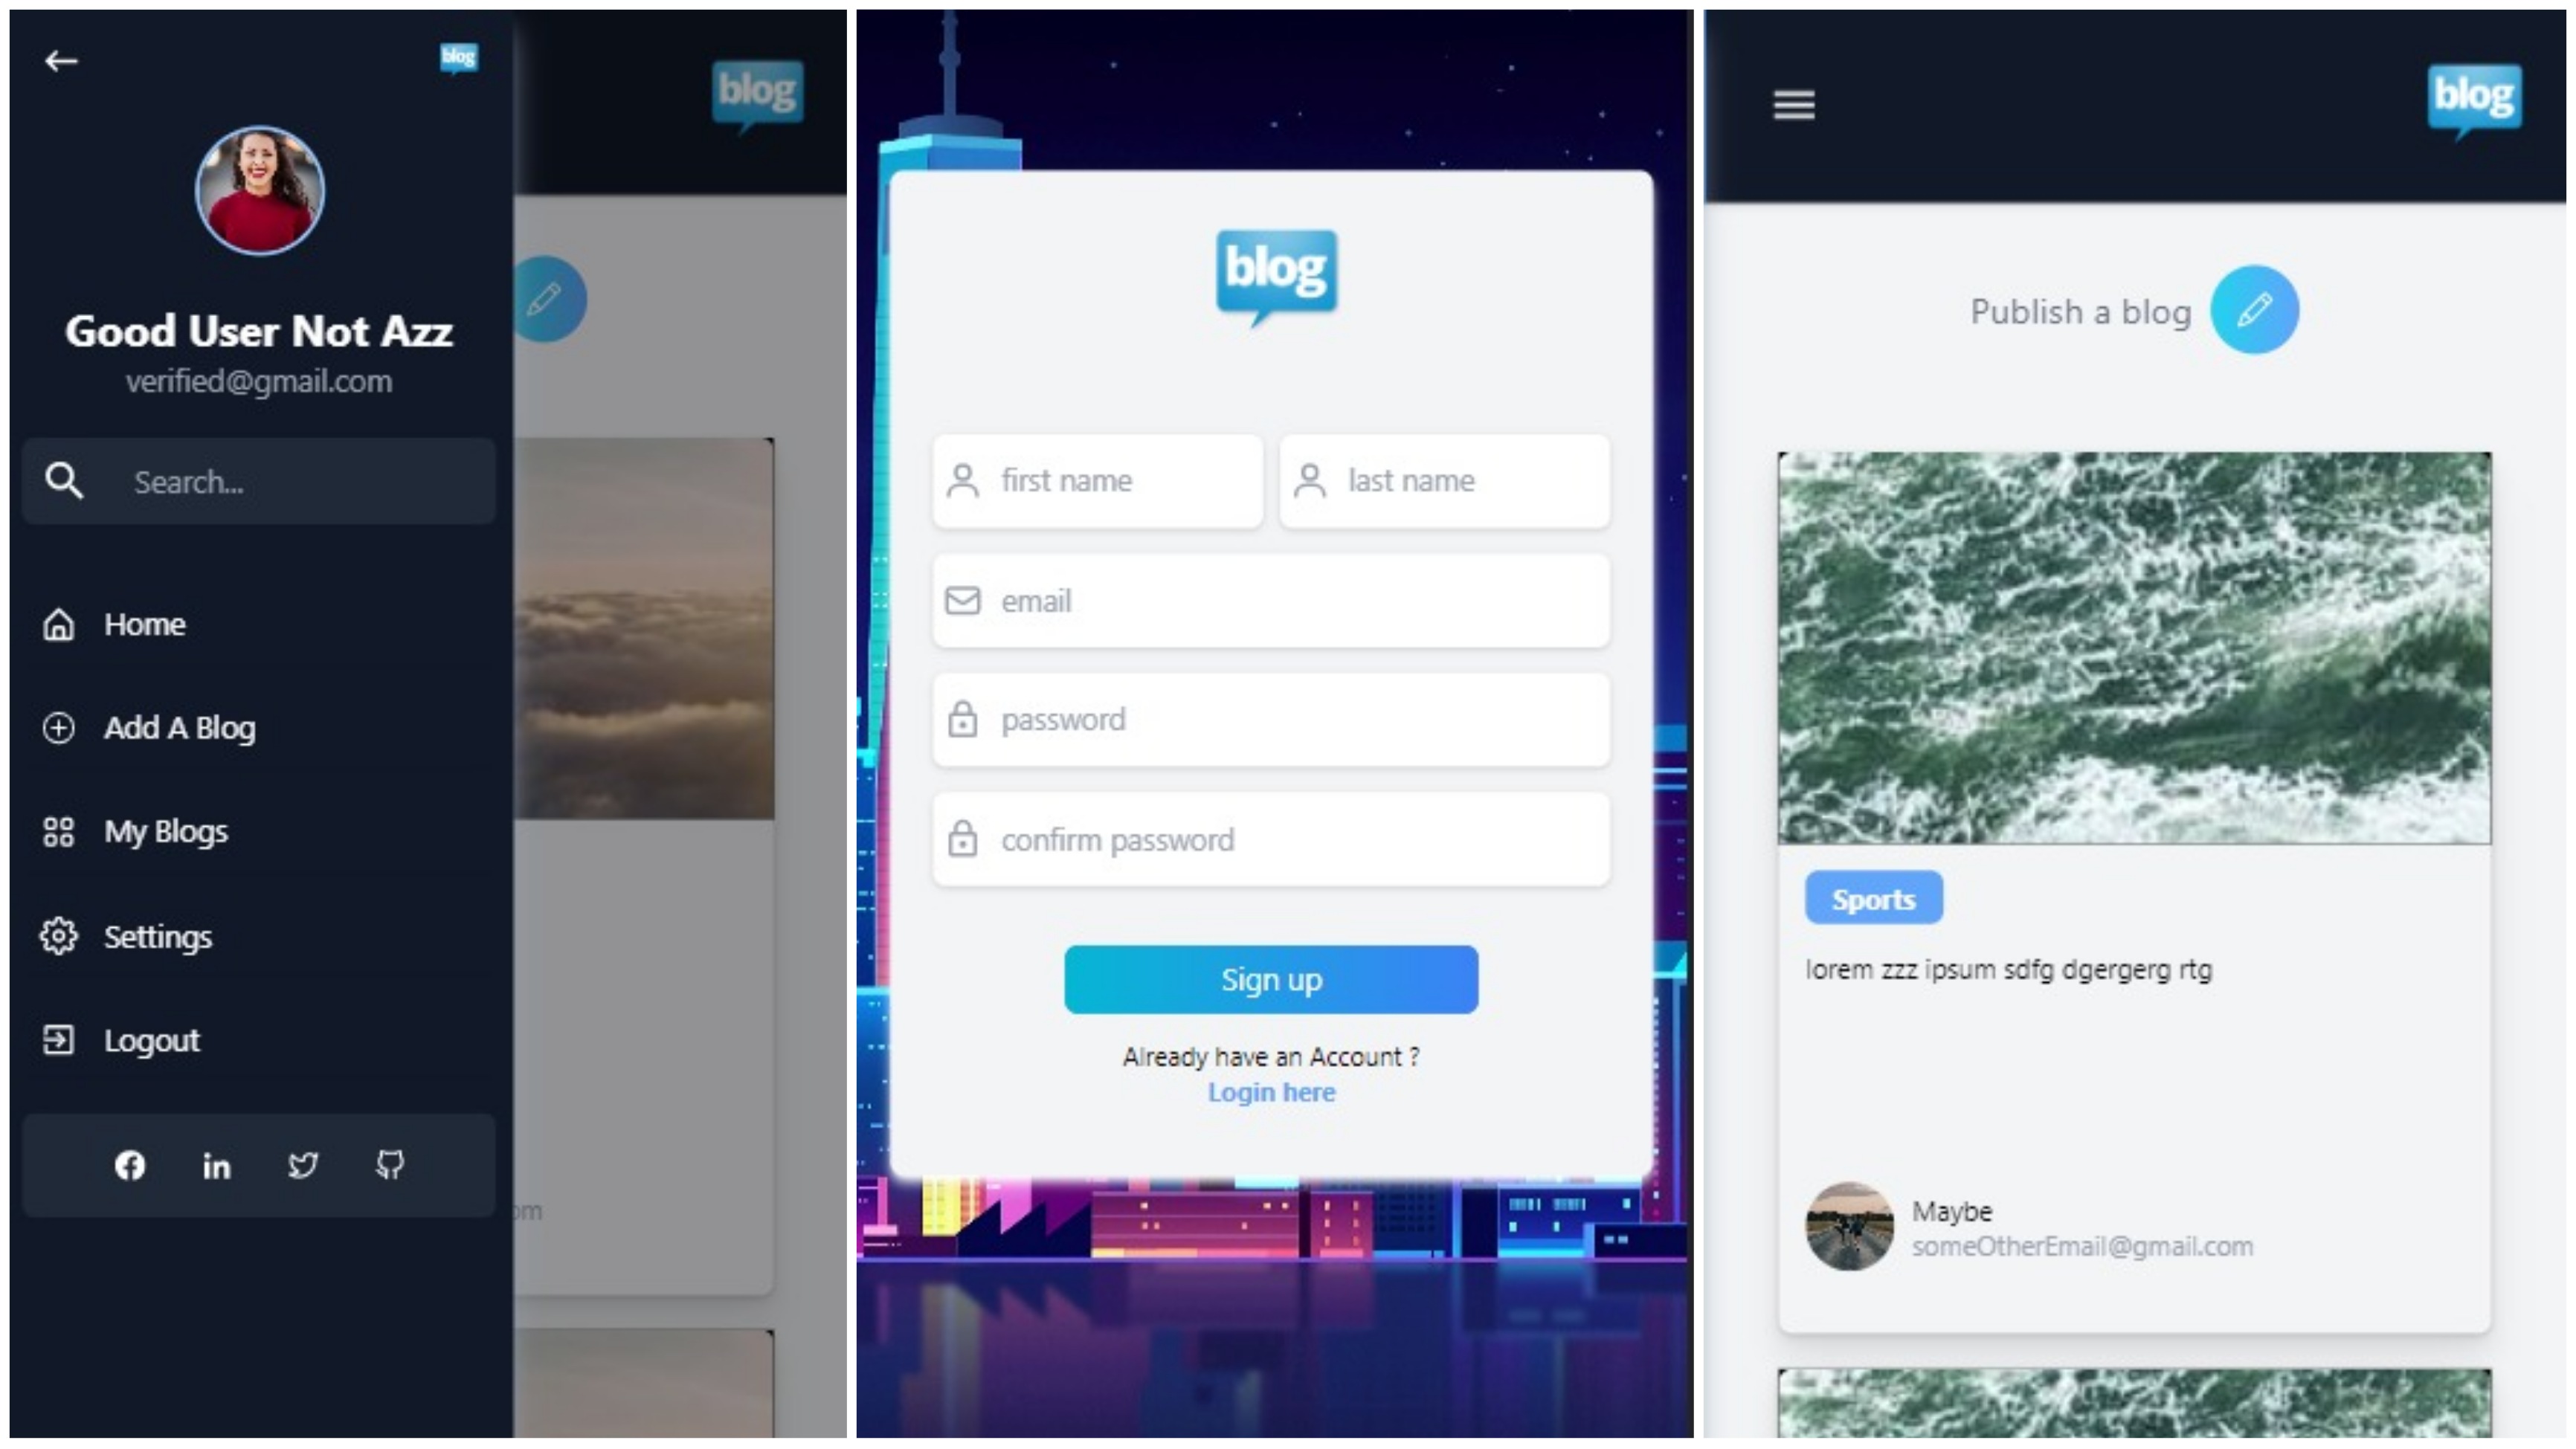 blog
Good User Not Azz
verified@gmail.com
Search...
Home
Add A Blog
My Blogs
Settings
Logout
blog
om
blog
first name
last name
email
password
confirm password
Sign up
Already have an Account ?
Login here
blog
Publish a blog
Sports
lorem zzz ipsum sdfg dgergerg rtg
Maybe
someOtherEmail@gmail.com